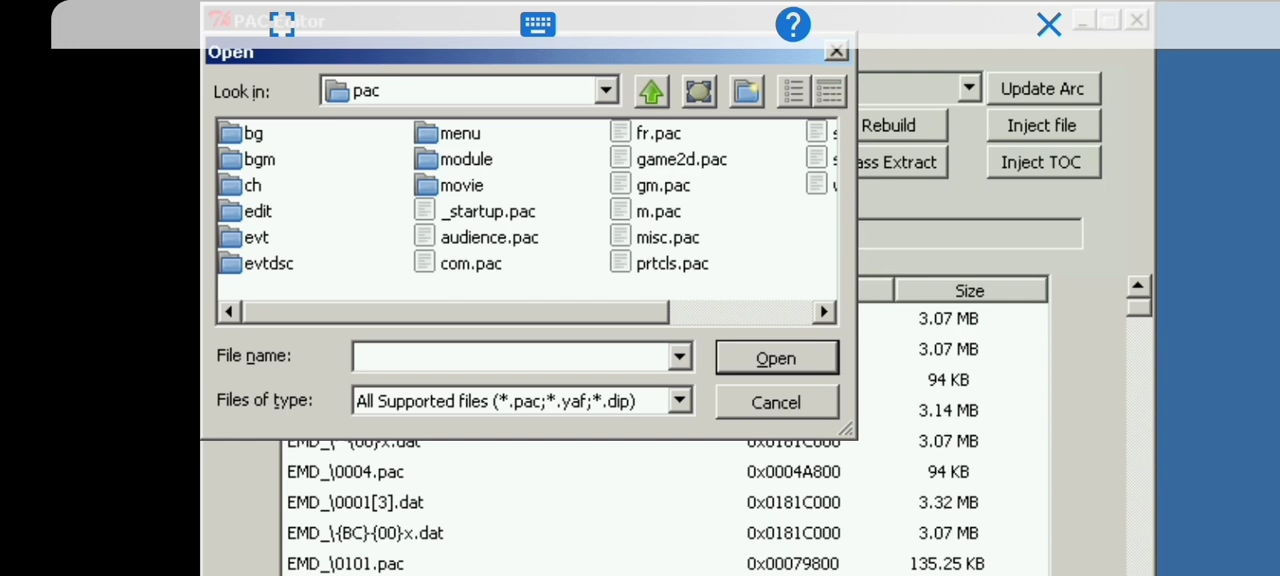 PAC Editor
?
Open
Look in: pac
Update Arc
bg menu fr.pac
Rebuild Inject file
bgm module game2d.pac
Extract Inject TOC
ch movie gm.pac
edit _startup.pac m.pac
evt audience.pac misc.pac
evtdsc com.pac prtcls.pac
Size
3.07 MB
File name: Open
3.07 MB
94 KB
Files of type: All Supported files (*.pac;*.yaf;*.dip) Cancel
3.14 MB
0x0181C000 3.07 MB
EMD_\0004.pac 0x0004A800 94 KB
EMD_\0001[3].dat 0x0181C000 3.32 MB
EMD_\{BC}-{00}x.dat 0x0181C000 3.07 MB
EMD_\0101.pac 0x00079800 135.25 KB